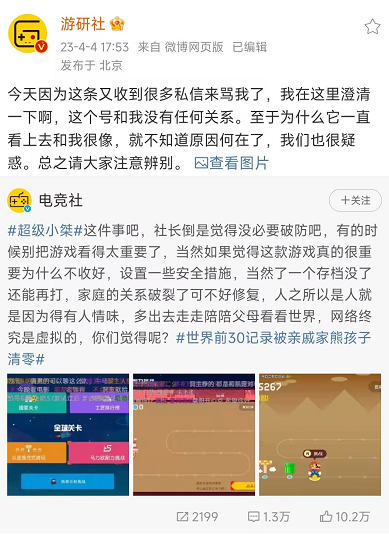 游研社
23-4-4 17:53 来自 微博网页版 已编辑
发布于 北京
今天因为这条又收到很多私信来骂我了，我在这里澄清
一下啊，这个号和我没有任何关系。至于为什么它一直
看上去和我很像，就不知道原因何在了，我们也很疑
惑。总之请大家注意辨别。 查看图片
电竞社
+关注
#超级小桀#这件事吧，社长倒是觉得没必要破防吧，有的时
候别把游戏看得太重要了，当然如果觉得这款游戏真的很重
要为什么不收好，设置一些安全措施，当然了一个存档没了
还能再打，家庭的关系破裂了可不好修复，人之所以是人就
是因为得有人情味，多出去走走陪陪父母看看世界，网络终
究是虚拟的，你们觉得呢？#世界前30记录被亲戚家熊孩子
清零#
全球关卡
5267
2199
1.3万
10.2万